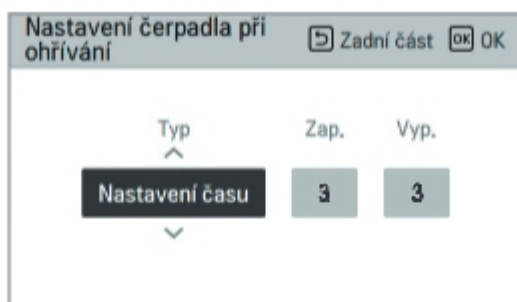 Nastavení čerpadla při
ohřívání
Zadní část OK OK
Typ Zap. Vyp.
Nastavení času 3 3